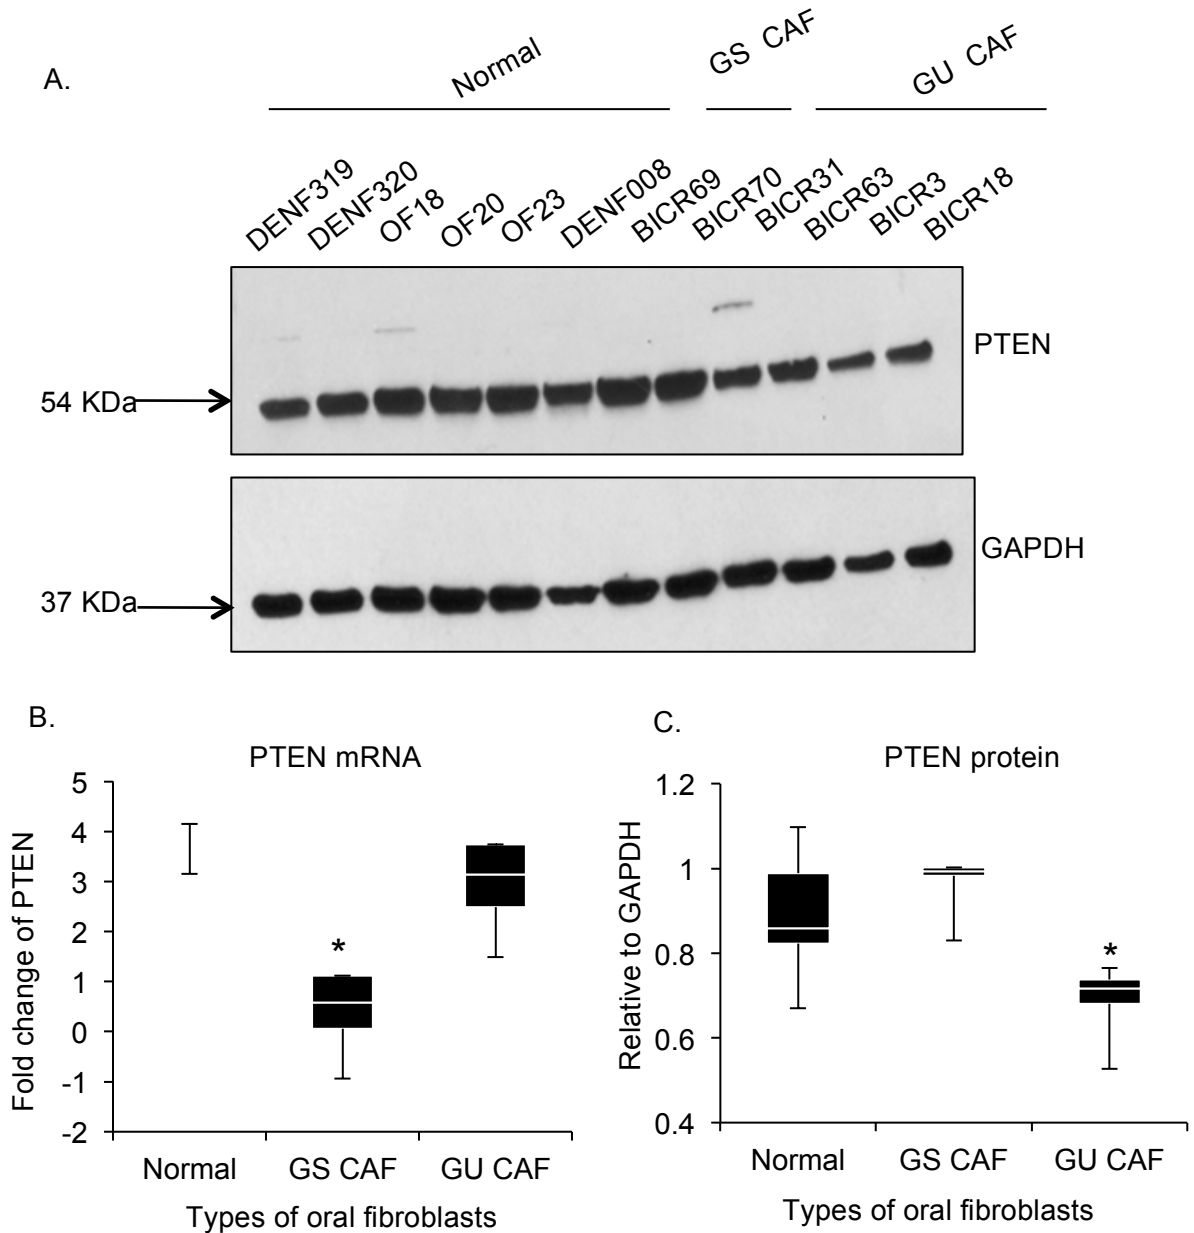 A.
Normal
GS CAF
GU CAF
DENF319
DENF320
OF18
OF20
OF23
DENF008
BICR69
BICR70
BICR31
BICR63
BICR3
BICR18
PTEN
54 KDa
GAPDH
37 KDa
B.
PTEN mRNA
Fold change of PTEN
5
4
3
2
1
0
-1
-2
*
Normal
GS CAF
GU CAF
Types of oral fibroblasts
C.
PTEN protein
Relative to GAPDH
1.2
1
0.8
0.6
0.4
*
Normal
GS CAF
GU CAF
Types of oral fibroblasts